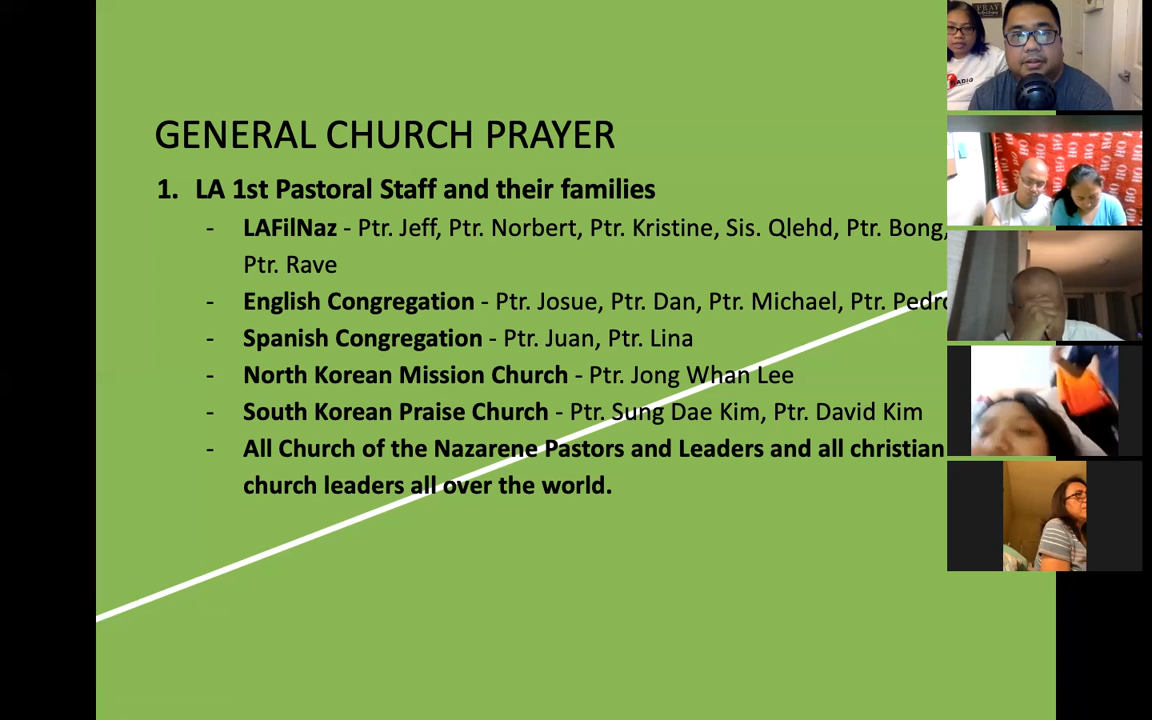 GENERAL CHURCH PRAYER
1. LA 1st Pastoral Staff and their families
- LAFilNaz - Ptr. Jeff, Ptr. Norbert, Ptr. Kristine, Sis. Qlehd, Ptr. Bong,
Ptr. Rave
- English Congregation - Ptr. Josue, Ptr. Dan, Ptr. Michael, Ptr. Pedro
- Spanish Congregation - Ptr. Juan, Ptr. Lina
- North Korean Mission Church - Ptr. Jong Whan Lee
- South Korean Praise Church - Ptr. Sung Dae Kim, Ptr. David Kim
- All Church of the Nazarene Pastors and Leaders and all christian
church leaders all over the world.
PRAY
HO HO HO